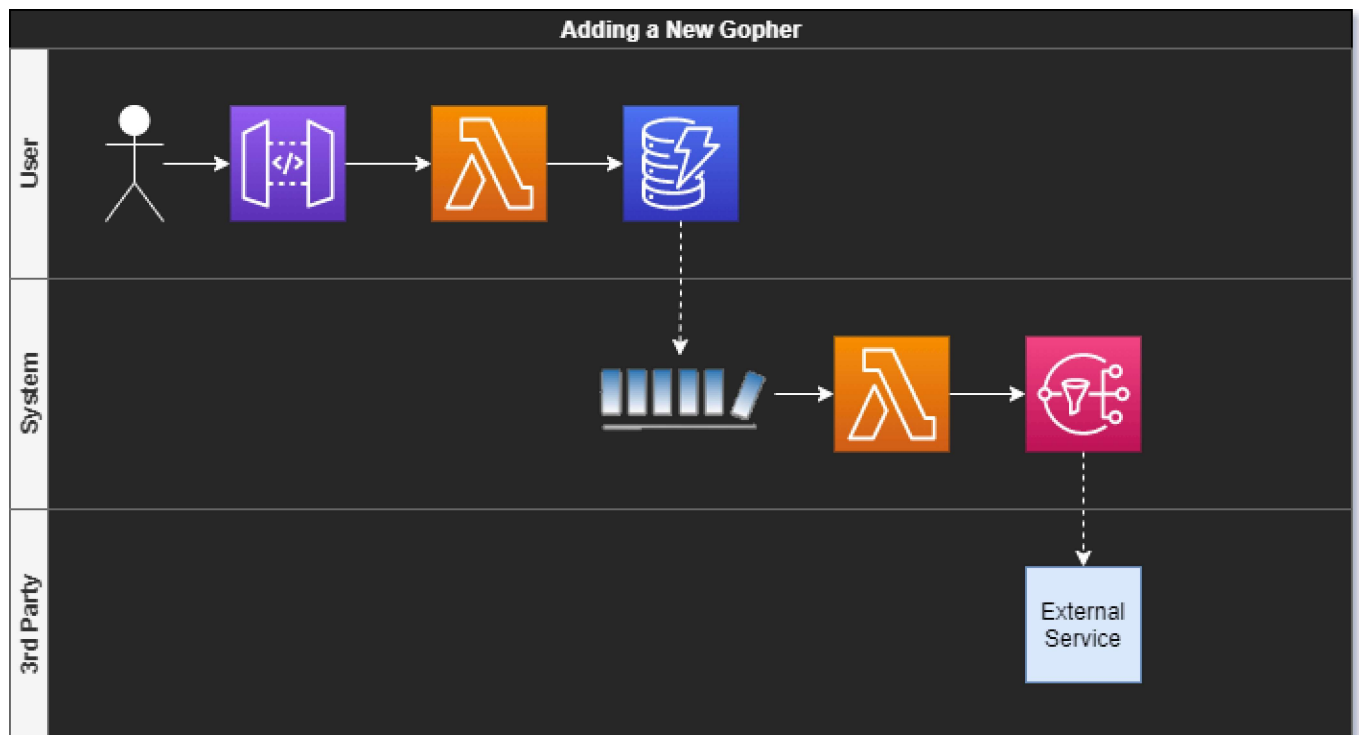 Adding a New Gopher
User
</>
System
3rd Party
External
Service